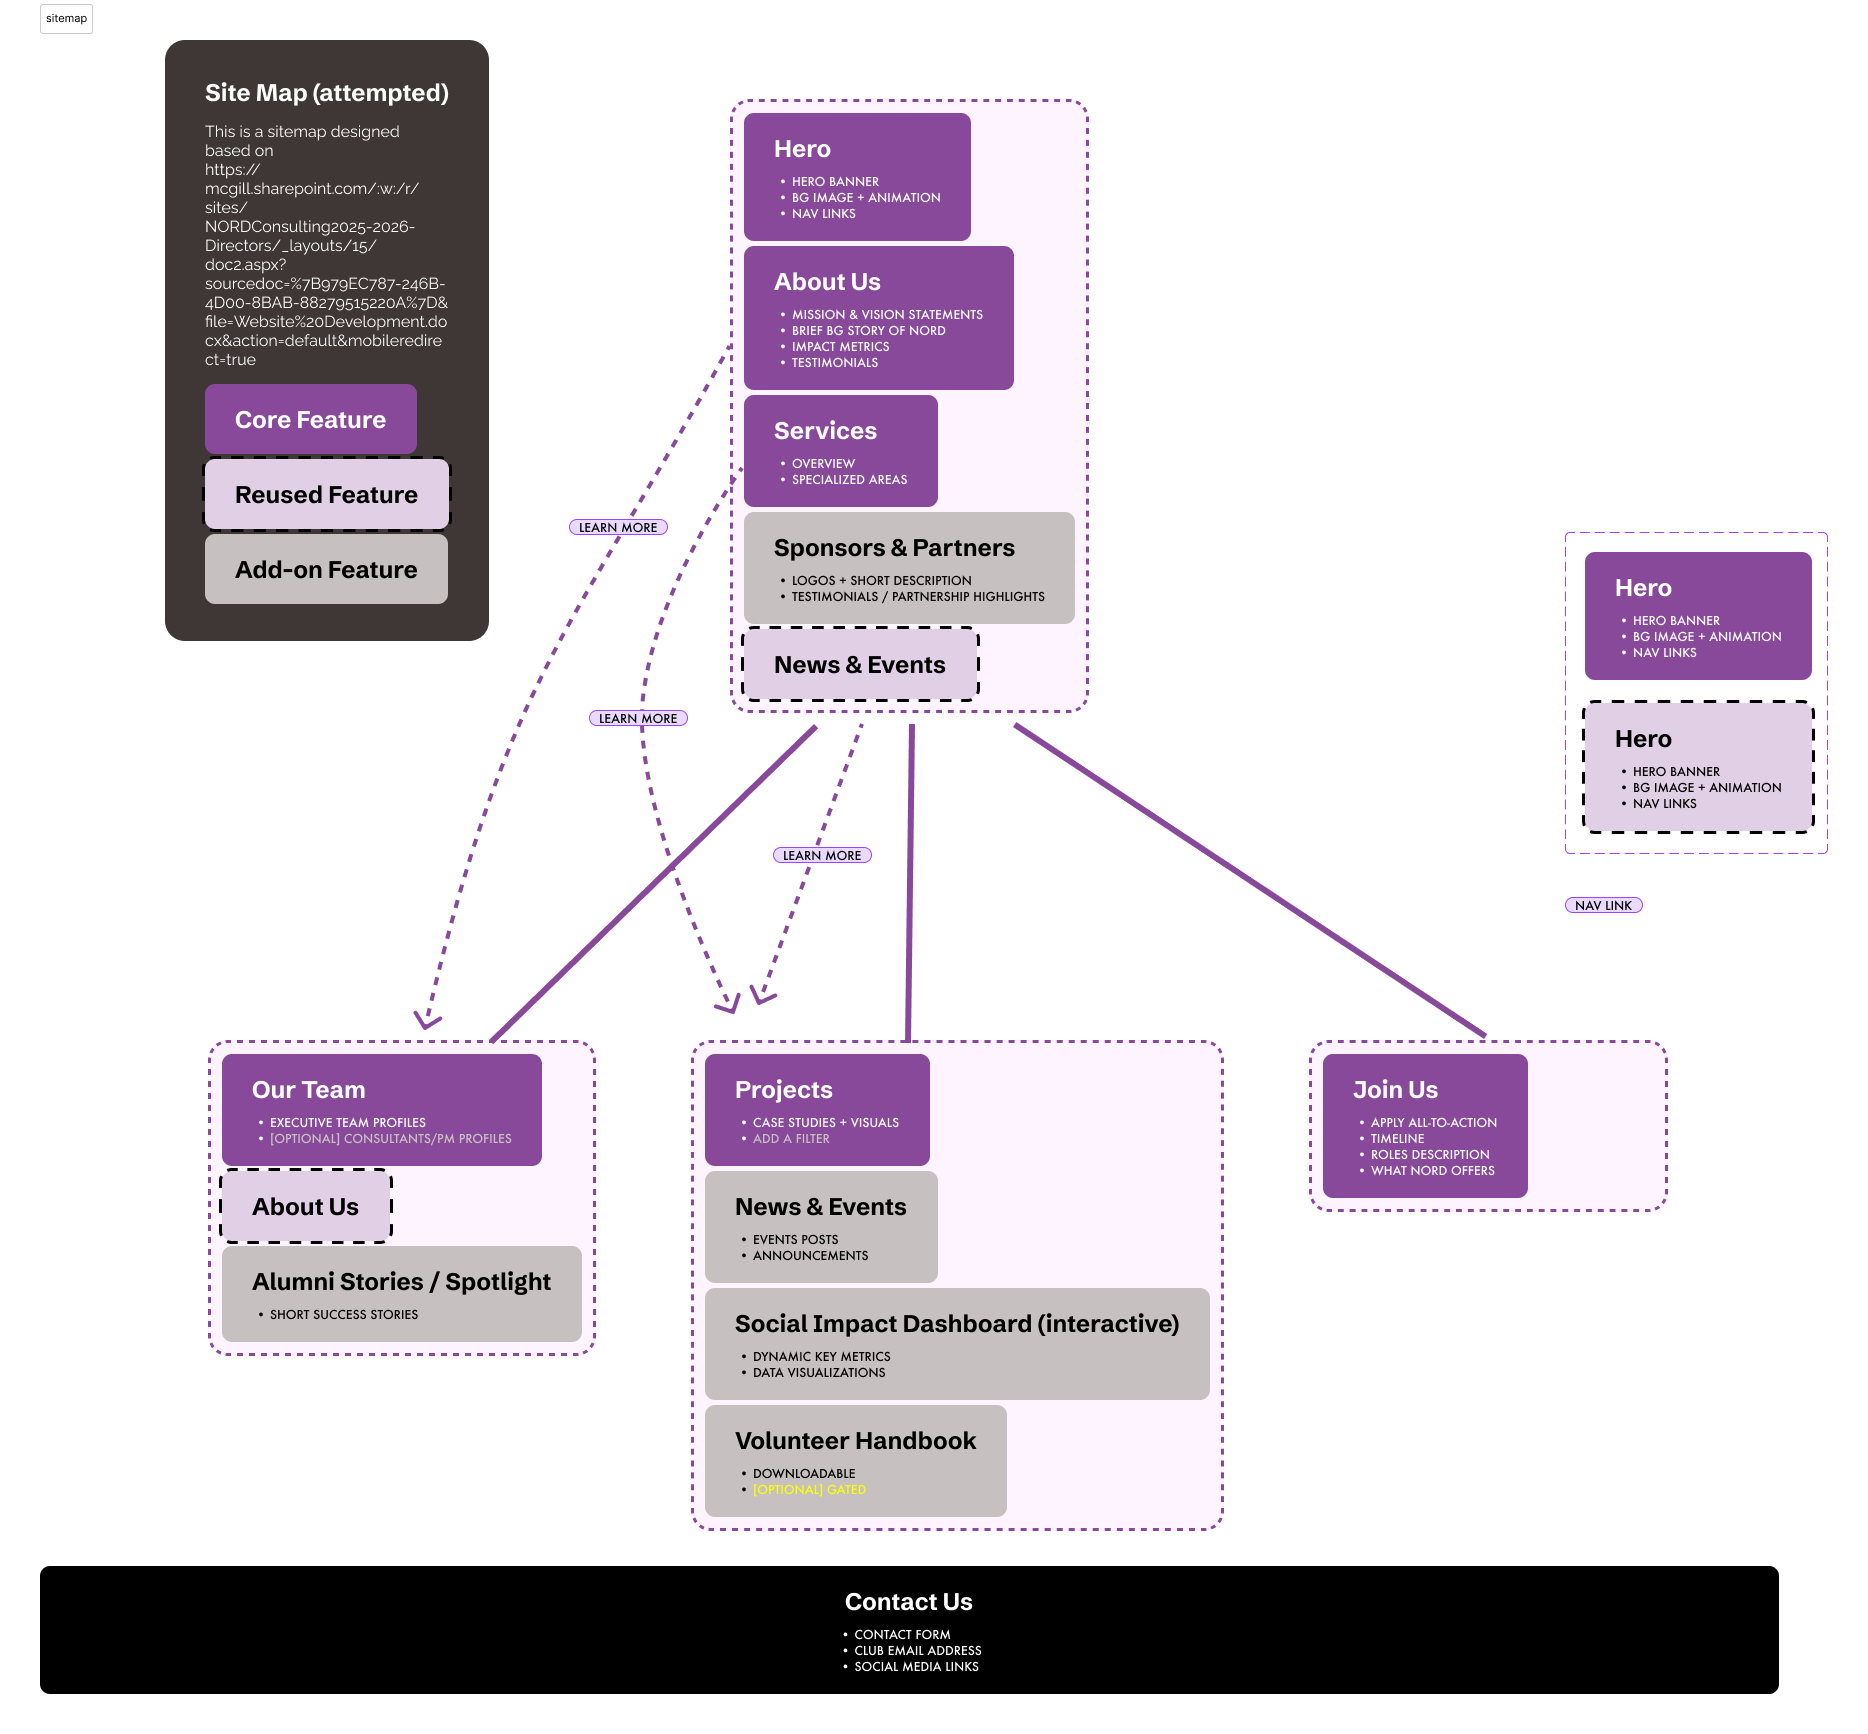 sitemap
Site Map (attempted)
This is a sitemap designed
based on
https://
mcgill.sharepoint.com/:w:/r/
sites/
NORDConsulting2025-2026-
Directors/_layouts/15/
doc2.aspx?
sourcedoc=%7B979EC787-246B-
4D00-8BAB-88279515220A%7D&
file=Website%20Development.do
cx&action=default&mobileredire
ct=true
Core Feature
Reused Feature
Add-on Feature
Hero
• HERO BANNER
• BG IMAGE + ANIMATION
• NAV LINKS
About Us
• MISSION & VISION STATEMENTS
• BRIEF BG STORY OF NORD
• IMPACT METRICS
• TESTIMONIALS
Services
• OVERVIEW
• SPECIALIZED AREAS
Sponsors & Partners
• LOGOS + SHORT DESCRIPTION
• TESTIMONIALS / PARTNERSHIP HIGHLIGHTS
News & Events
LEARN MORE
LEARN MORE
LEARN MORE
Hero
• HERO BANNER
• BG IMAGE + ANIMATION
• NAV LINKS
Hero
• HERO BANNER
• BG IMAGE + ANIMATION
• NAV LINKS
NAV LINK
Our Team
• EXECUTIVE TEAM PROFILES
• [OPTIONAL] CONSULTANTS/PM PROFILES
About Us
Alumni Stories / Spotlight
• SHORT SUCCESS STORIES
Projects
• CASE STUDIES + VISUALS
• ADD A FILTER
News & Events
• EVENTS POSTS
• ANNOUNCEMENTS
Social Impact Dashboard (interactive)
• DYNAMIC KEY METRICS
• DATA VISUALIZATIONS
Volunteer Handbook
• DOWNLOADABLE
• [OPTIONAL] GATED
Join Us
• APPLY ALL-TO-ACTION
• TIMELINE
• ROLES DESCRIPTION
• WHAT NORD OFFERS
Contact Us
• CONTACT FORM
• CLUB EMAIL ADDRESS
• SOCIAL MEDIA LINKS